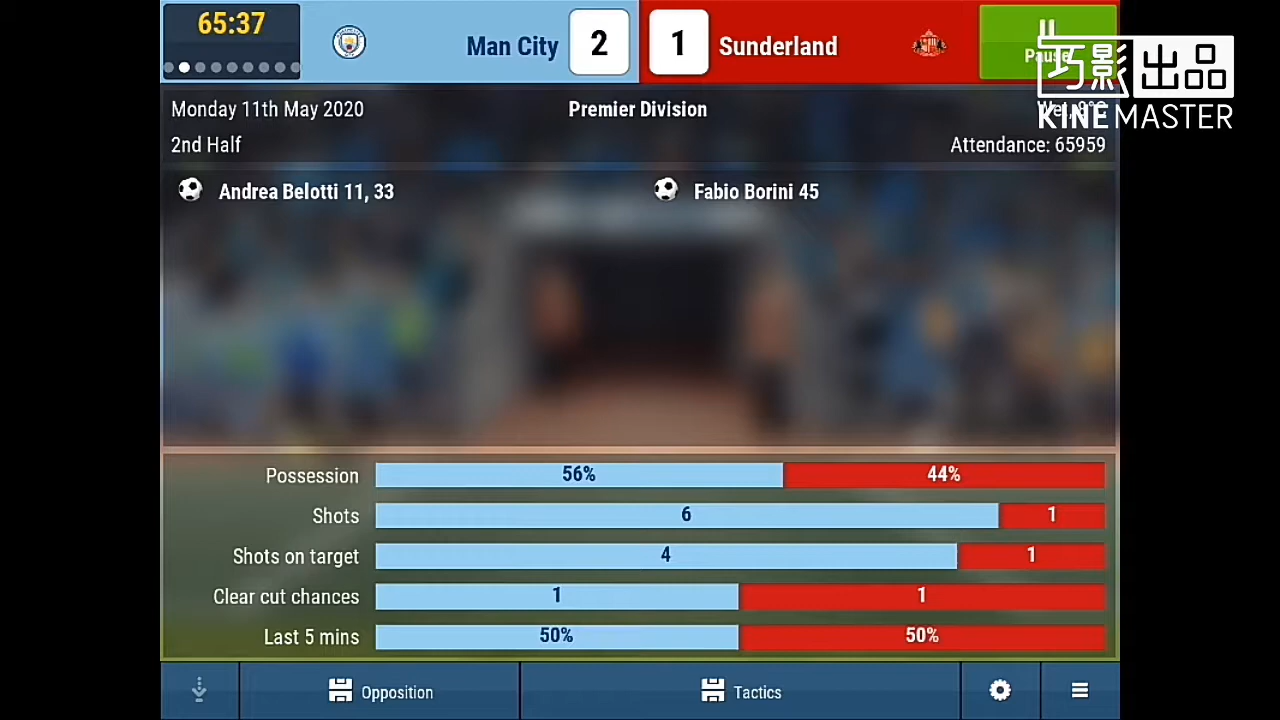 65:37
Man City 2
1 Sunderland
巧影出品
KINEMASTER
Monday 11th May 2020
Premier Division
2nd Half
Attendance: 65959
Andrea Belotti 11, 33
Fabio Borini 45
Possession 56% 44%
Shots 6 1
Shots on target 4 1
Clear cut chances 1 1
Last 5 mins 50% 50%
Opposition
Tactics